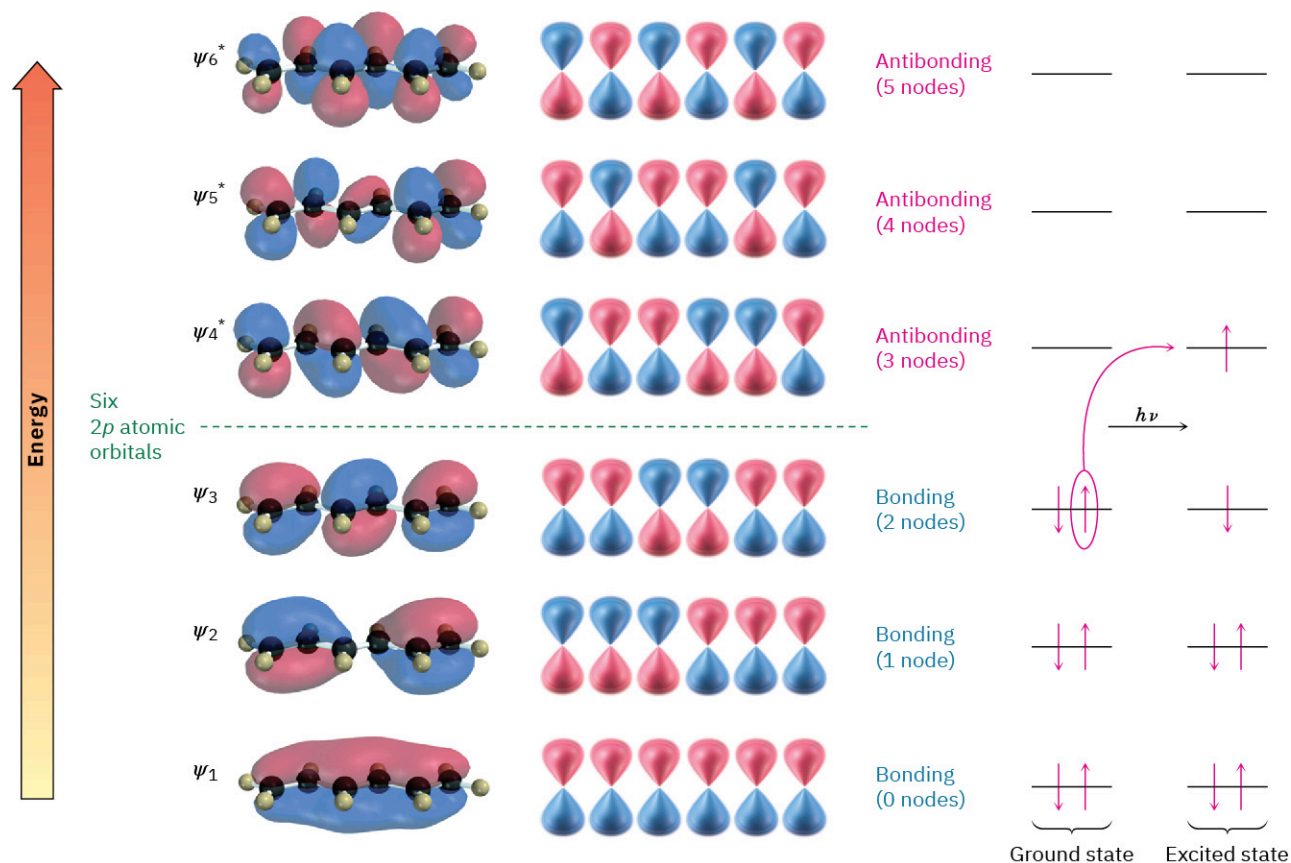 ψ6*
Antibonding
(5 nodes)
ψ5*
Antibonding
(4 nodes)
ψ4*
Antibonding
(3 nodes)
Energy
Six
2p atomic
orbitals
hν
ψ3
Bonding
(2 nodes)
ψ2
Bonding
(1 node)
ψ1
Bonding
(0 nodes)
Ground state
Excited state